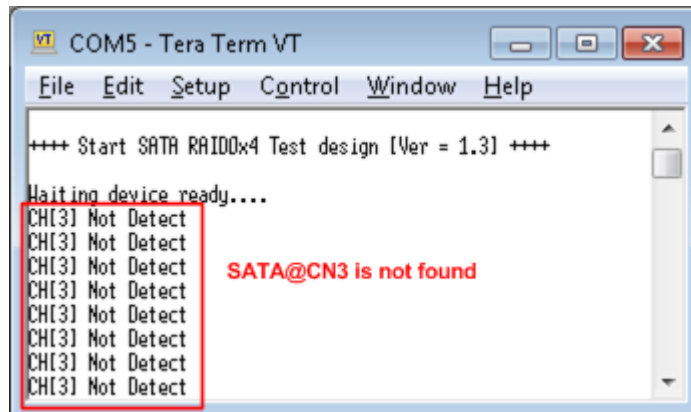 COM5 - Tera Term VT
File Edit Setup Control Window Help
++++ Start SATA RAID0x4 Test design [Ver = 1.3] ++++
Waiting device ready....
CH[3] Not Detect
CH[3] Not Detect
CH[3] Not Detect
CH[3] Not Detect
CH[3] Not Detect
CH[3] Not Detect
CH[3] Not Detect
CH[3] Not Detect
SATA@CN3 is not found